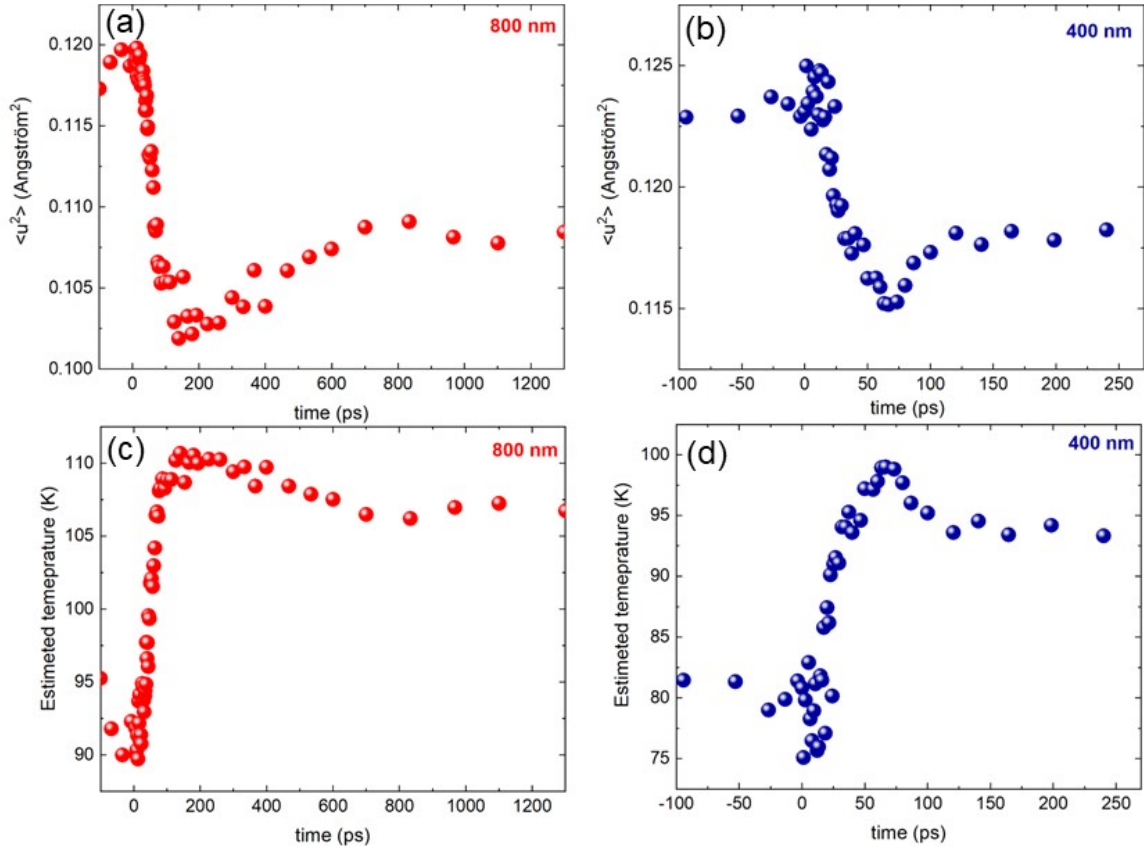 (a)
800 nm
0.120
0.115
0.110
0.105
0.100
<u²> (Angström²)
0 200 400 600 800 1000 1200
time (ps)
(b)
400 nm
0.125
0.120
0.115
<u²> (Angström²)
-100 -50 0 50 100 150 200 250
time (ps)
(c)
800 nm
110
105
100
95
90
Estimeted temeprature (K)
0 200 400 600 800 1000 1200
time (ps)
(d)
400 nm
100
95
90
85
80
75
Estimeted temeprature (K)
-100 -50 0 50 100 150 200 250
time (ps)